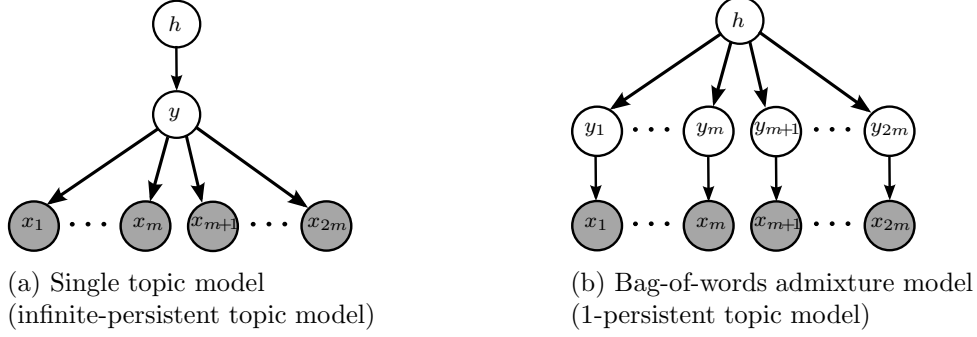 h h
y y₁ ··· yₘ yₘ₊₁ ··· y₂ₘ
x₁ ··· xₘ xₘ₊₁ ··· x₂ₘ x₁ ··· xₘ xₘ₊₁ ··· x₂ₘ
(a) Single topic model
(infinite-persistent topic model)
(b) Bag-of-words admixture model
(1-persistent topic model)